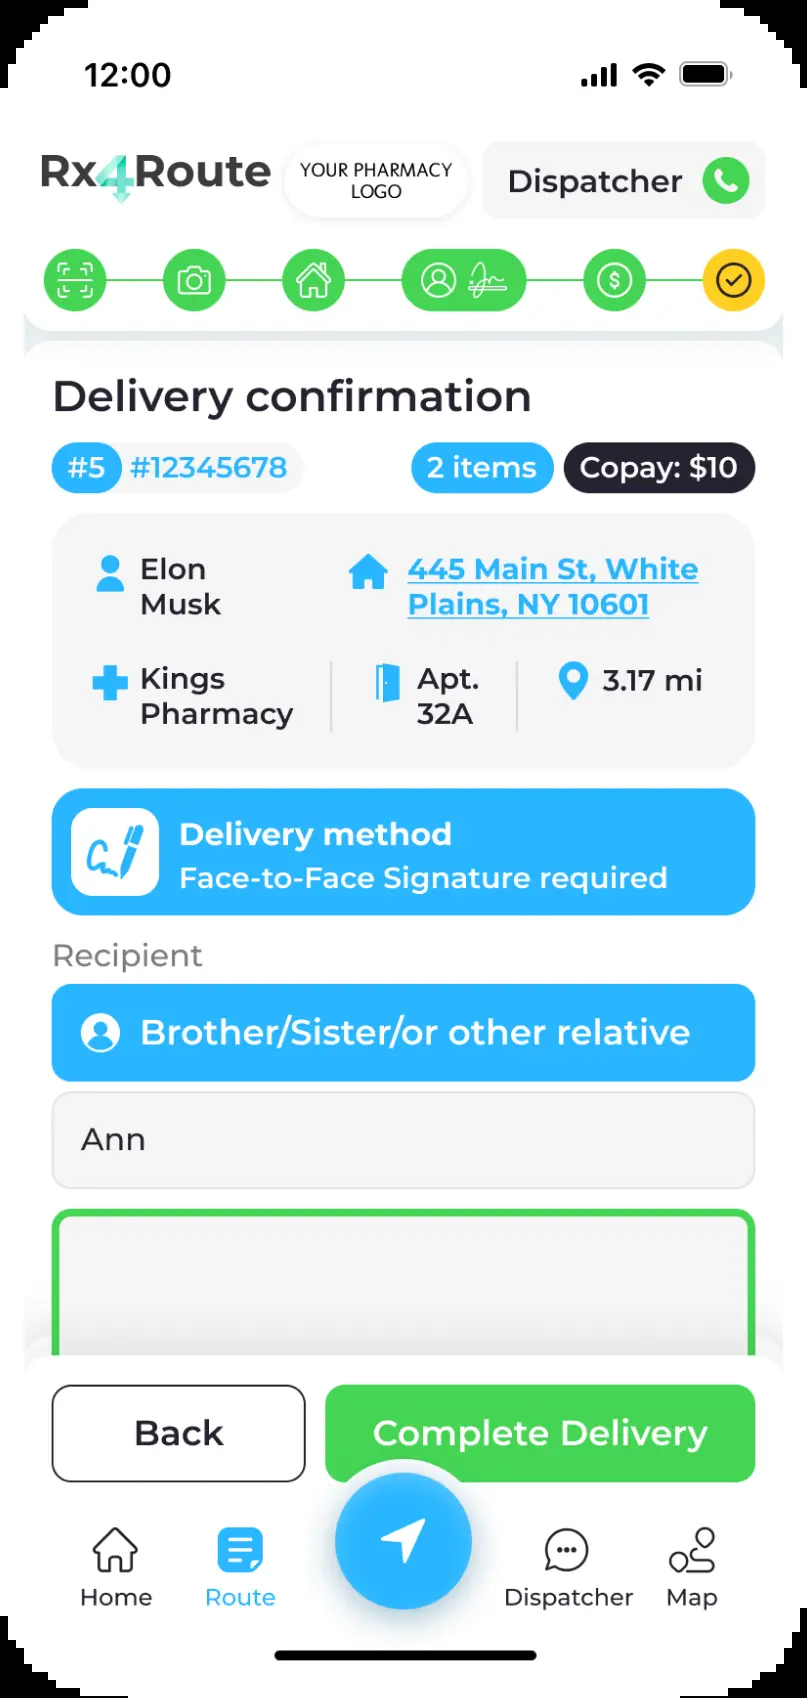 12:00
Rx4Route
YOUR PHARMACY
LOGO
Dispatcher
Delivery confirmation
#5 #12345678
2 items
Copay: $10
Elon
Musk
445 Main St, White
Plains, NY 10601
Kings
Pharmacy
Apt.
32A
3.17 mi
Delivery method
Face-to-Face Signature required
Recipient
Brother/Sister/or other relative
Ann
Back
Complete Delivery
Home
Route
Dispatcher
Map